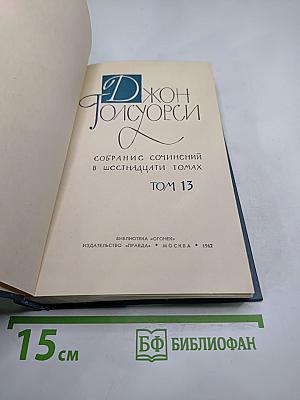 Джон
Голсуорси
СОБРАНИЕ СОЧИНЕНИЙ
В ШЕСТНАДЦАТИ ТОМАХ
ТОМ 13
БИБЛИОТЕКА «ОГОНЕК»
ИЗДАТЕЛЬСТВО «ПРАВДА» • МОСКВА • 1962
15 см
БФ БИБЛИОФАН